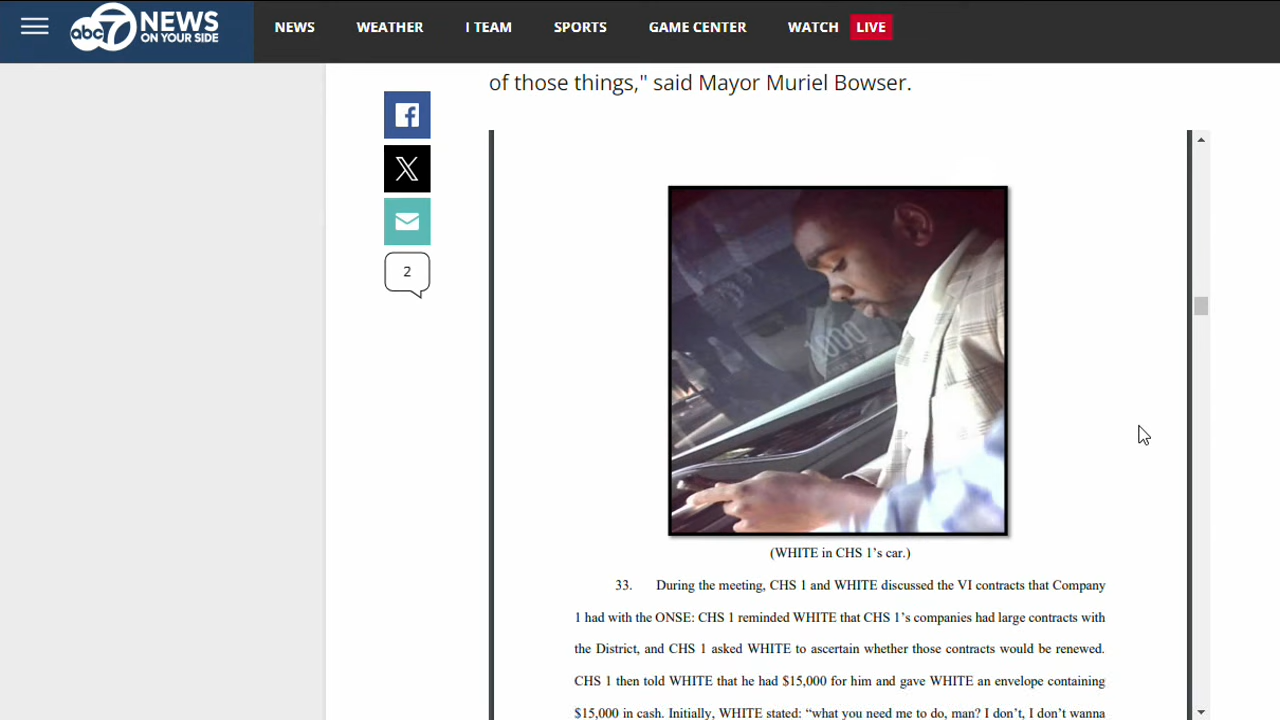 abc 7 NEWS
ON YOUR SIDE
NEWS
WEATHER
I TEAM
SPORTS
GAME CENTER
WATCH
LIVE
of those things," said Mayor Muriel Bowser.
2
1000
(WHITE in CHS 1's car.)
33. During the meeting, CHS 1 and WHITE discussed the VI contracts that Company
1 had with the ONSE: CHS 1 reminded WHITE that CHS 1's companies had large contracts with
the District, and CHS 1 asked WHITE to ascertain whether those contracts would be renewed.
CHS 1 then told WHITE that he had $15,000 for him and gave WHITE an envelope containing
$15,000 in cash. Initially, WHITE stated: "what you need me to do, man? I don't, I don't wanna